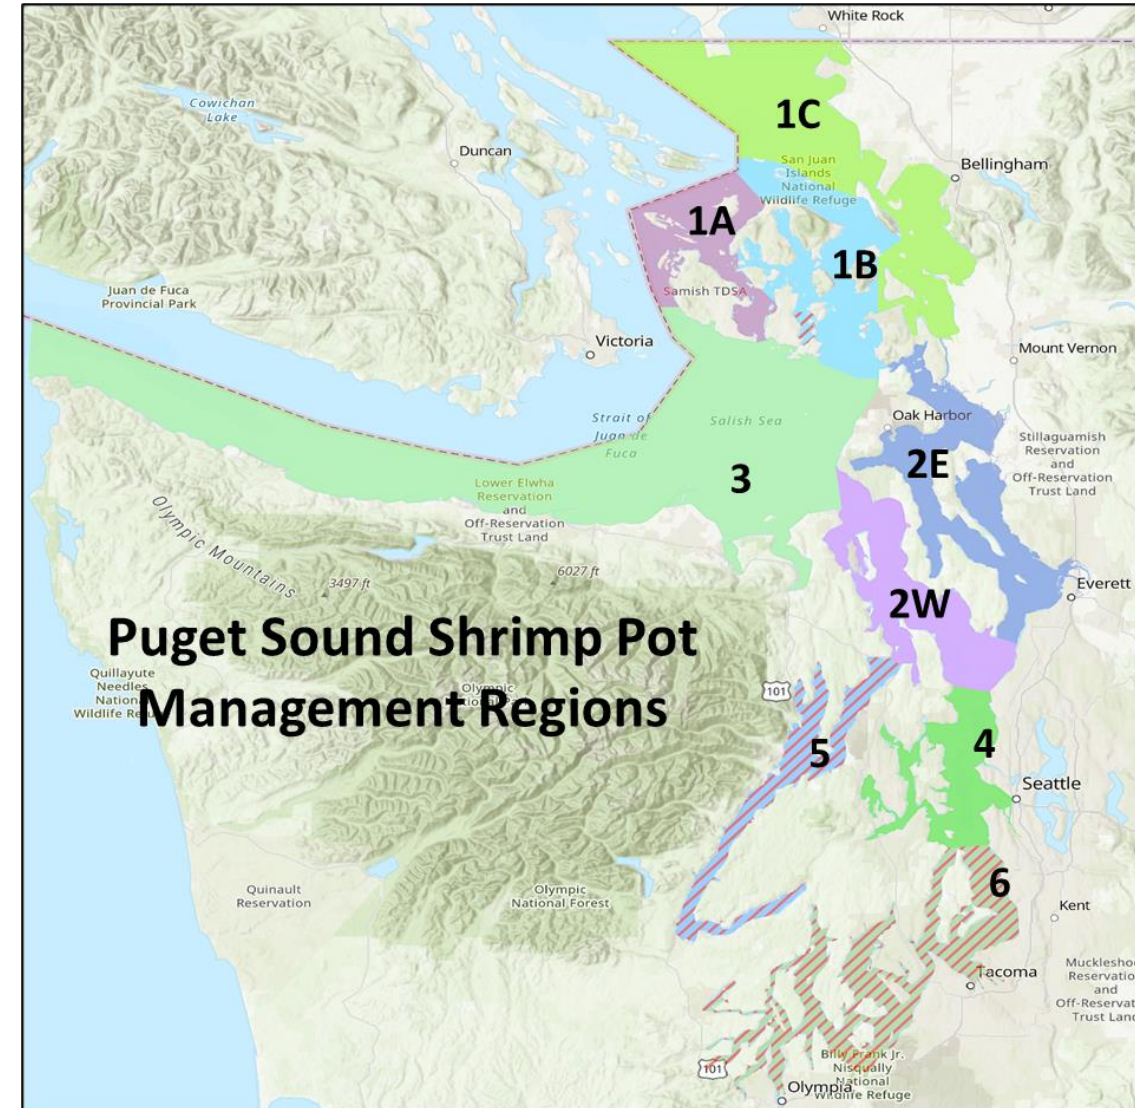 White Rock
Cowichan
Lake
1C
Duncan
San Juan
Islands
National
Wildlife Refuge
Bellingham
1A
1B
Juan de Fuca
Provincial Park
Samish TDSA
Victoria
Mount Vernon
Strait of
Juan de
Fuca
Salish Sea
Oak Harbor
2E
Stillaguamish
Reservation
and
Off-Reservation
Trust Land
3
Lower Elwha
Reservation
and
Off-Reservation
Trust Land
Olympic Mountains
3497 ft
6027 ft
Everett
2W
Puget Sound Shrimp Pot
Management Regions
Quillayute
Needles
National
Wildlife
Olympic
101
5
4
Seattle
Quinault
Reservation
Olympic
National Forest
6
Kent
Tacoma
Muckleshoo
Reservatio
and
Off-Reservat
Trust Land
Billy Frank Jr.
Nisqually
National
Wildlife Refuge
101
Olympia